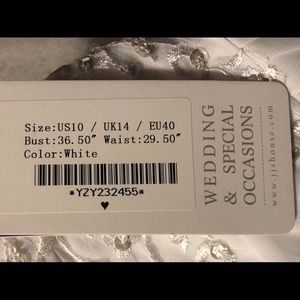 Size:US10 / UK14 / EU40
Bust:36.50" Waist:29.50"
Color:White
*YZY232455*
WEDDING
& SPECIAL
OCCASIONS
www.jjshouse.com